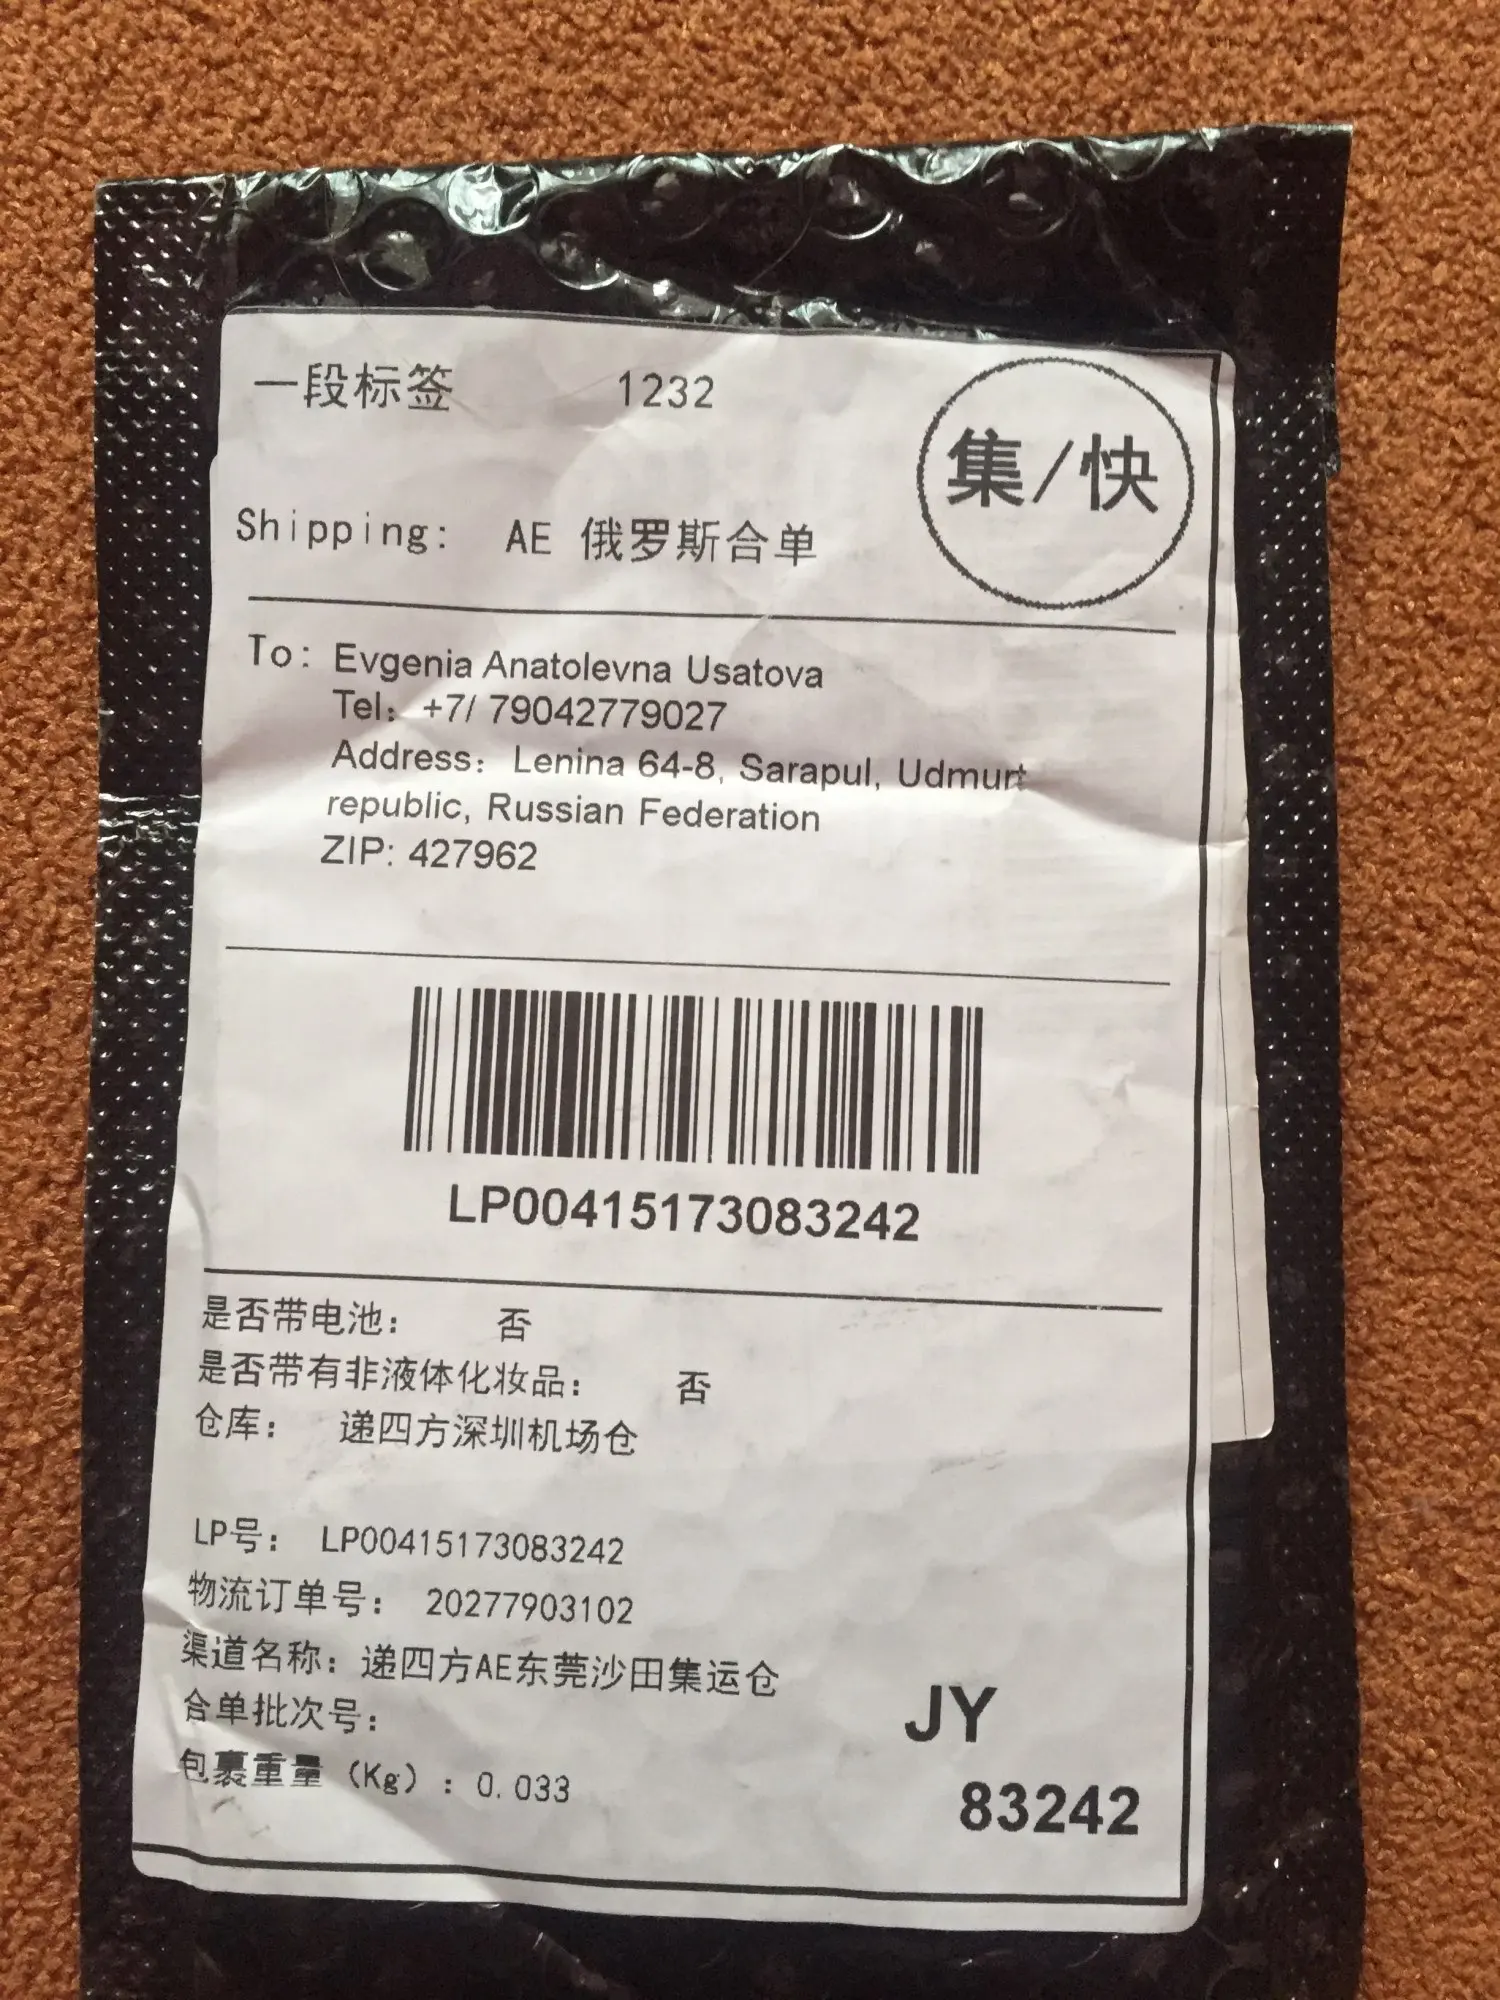 一段标签 1232
集/快
Shipping: AE 俄罗斯合单
To: Evgenia Anatolevna Usatova
Tel: +7/ 79042779027
Address: Lenina 64-8, Sarapul, Udmurt
republic, Russian Federation
ZIP: 427962
LP00415173083242
是否带电池: 否
是否带有非液体化妆品: 否
仓库: 递四方深圳机场仓
LP号: LP00415173083242
物流订单号: 20277903102
渠道名称: 递四方AE东莞沙田集运仓
合单批次号:
包裹重量 (Kg) : 0.033
JY
83242